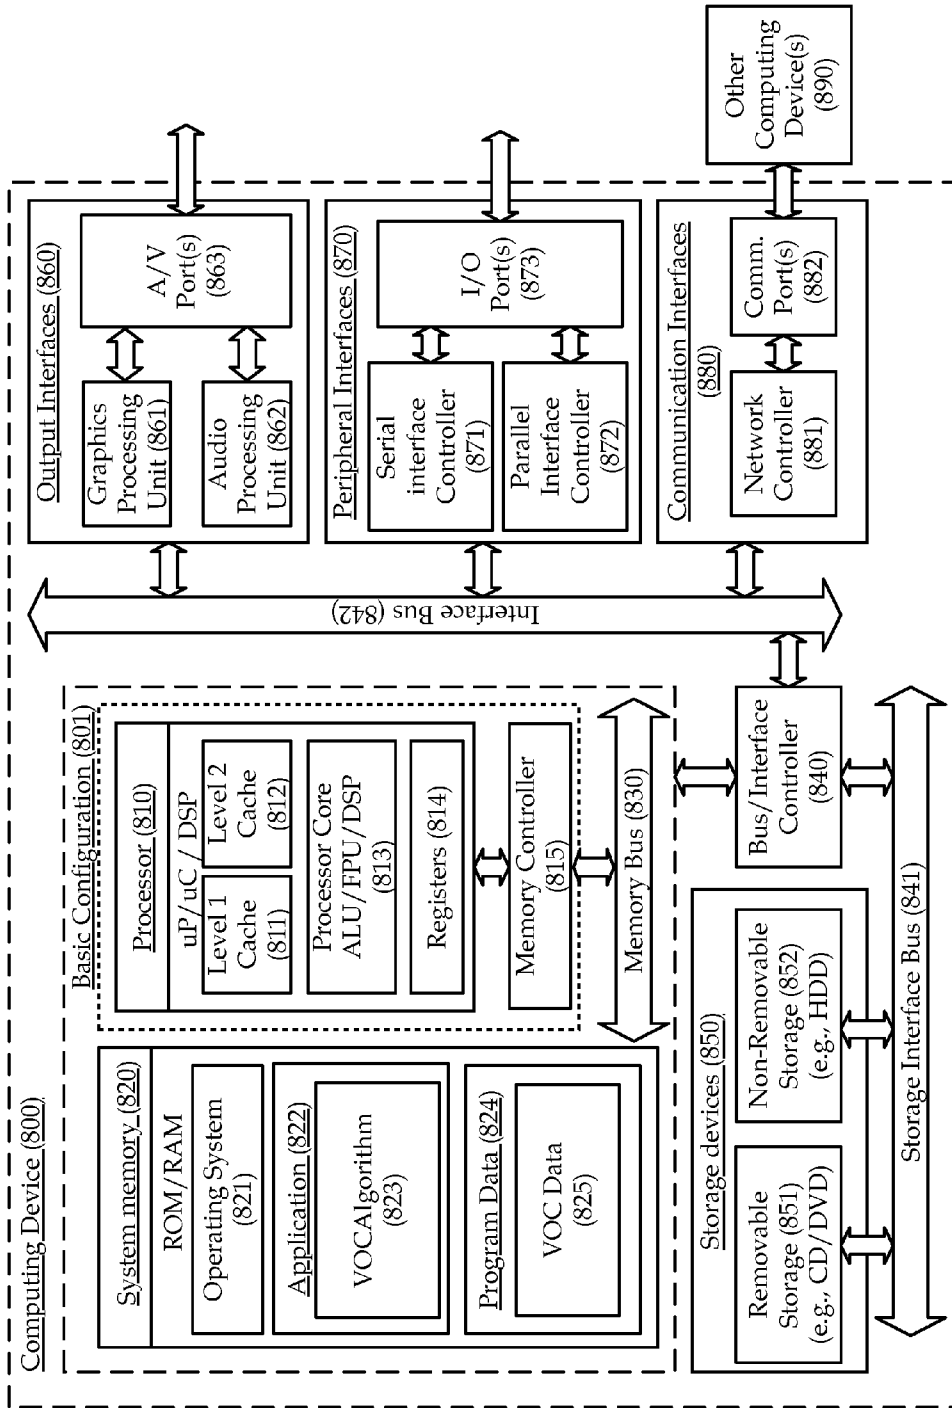 Computing Device (800)
Basic Configuration (801)
System memory (820)
ROM/RAM
Operating System
(821)
Application (822)
VOCAlgorithm
(823)
Program Data (824)
VOC Data
(825)
Processor (810)
uP/uC / DSP
Level 1
Cache
(811)
Level 2
Cache
(812)
Processor Core
ALU/FPU/DSP
(813)
Registers (814)
Memory Controller
(815)
Memory Bus (830)
Storage devices (850)
Removable
Storage (851)
(e.g., CD/DVD)
Non-Removable
Storage (852)
(e.g., HDD)
Bus/Interface
Controller
(840)
Storage Interface Bus (841)
Interface Bus (842)
Output Interfaces (860)
Graphics
Processing
Unit (861)
Audio
Processing
Unit (862)
A/V
Port(s)
(863)
Peripheral Interfaces (870)
Serial
interface
Controller
(871)
Parallel
Interface
Controller
(872)
I/O
Port(s)
(873)
Communication Interfaces
(880)
Network
Controller
(881)
Comm.
Port(s)
(882)
Other
Computing
Device(s)
(890)